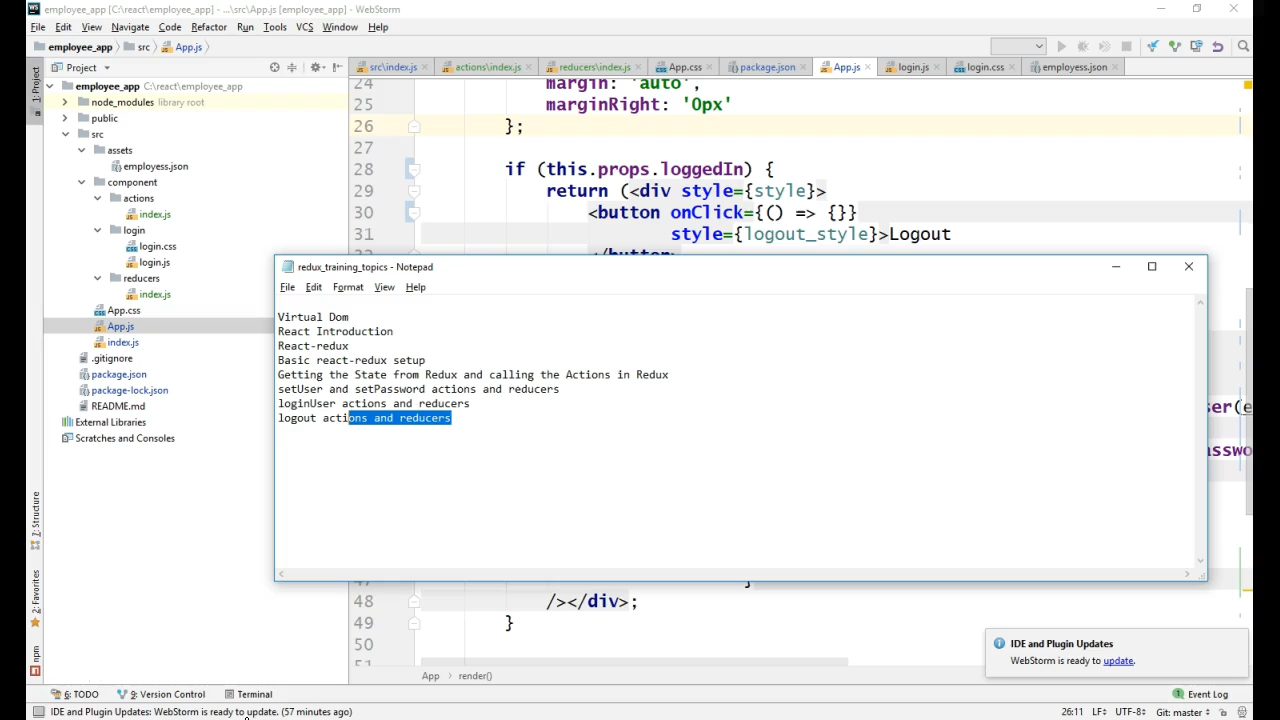 employee_app [C:\react\employee_app] - ...\src\App.js [employee_app] - WebStorm
File Edit View Navigate Code Refactor Run Tools VCS Window Help
employee_app src App.js
Project
src\index.js actions\index.js reducers\index.js App.css package.json App.js login.js login.css employess.json
1: Project
employee_app C:\react\employee_app
node_modules library root
public
src
assets
employess.json
component
actions
index.js
login
login.css
login.js
reducers
index.js
App.css
App.js
index.js
.gitignore
package.json
package-lock.json
README.md
External Libraries
Scratches and Consoles
7: Structure
2: Favorites
npm
24 margin: 'auto',
25 marginRight: '0px'
26 };
27
28 if (this.props.loggedIn) {
29 return (<div style={style}>
30 <button onClick={() => {}}
31 style={logout_style}>Logout
redux_training_topics - Notepad
File Edit Format View Help
Virtual Dom
React Introduction
React-redux
Basic react-redux setup
Getting the State from Redux and calling the Actions in Redux
setUser and setPassword actions and reducers
loginUser actions and reducers
logout actions and reducers
48 /></div>;
49 }
50
51
App render()
IDE and Plugin Updates
WebStorm is ready to update.
6: TODO 9: Version Control Terminal 1 Event Log
IDE and Plugin Updates: WebStorm is ready to update. (57 minutes ago) 26:11 LF÷ UTF-8÷ Git: master÷